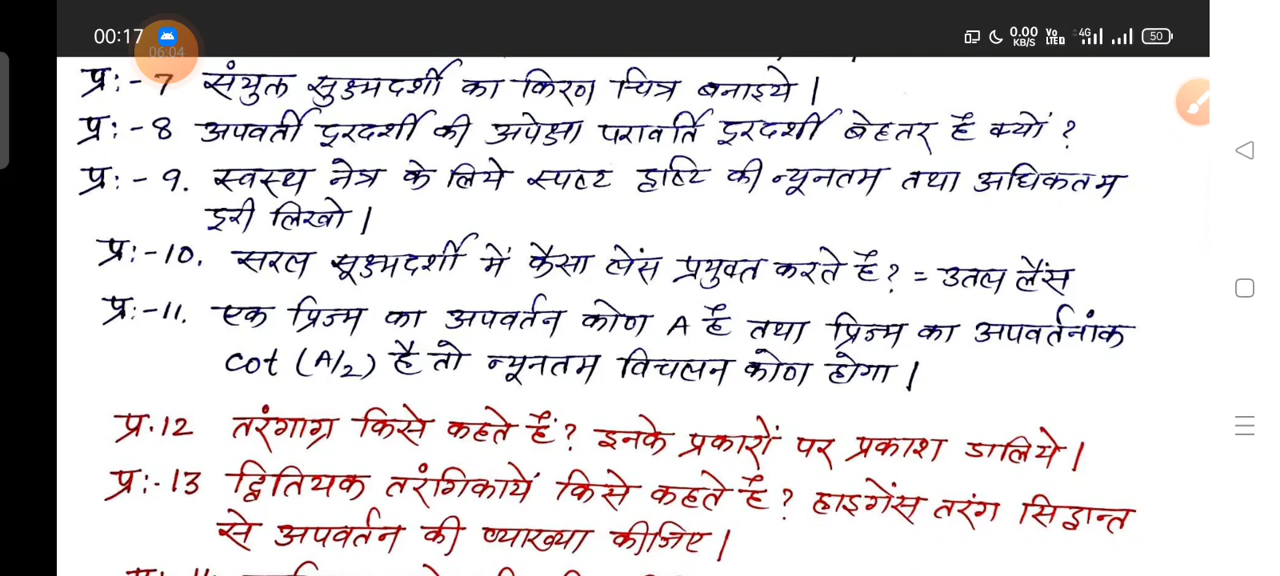 00:17 0.00 KB/S Vo LTED 4G 50
06:04
प्र:-7 संयुक्त सुक्ष्मदर्शी का किरण चित्र बनाइये।
प्र:-8 अपवर्ती दूरदर्शी की अपेक्षा परावर्ति दूरदर्शी बेहतर हैं क्यों?
प्र:-9. स्वस्थ नेत्र के लिये स्पष्ट दृष्टि की न्यूनतम तथा अधिकतम
दूरी लिखो।
प्र:-10. सरल सूक्ष्मदर्शी में कैसा लेंस प्रयुक्त करते हैं? = उतल लैंस
प्र:-11. एक प्रिज्म का अपवर्तन कोण A हैं तथा प्रिज्म का अपवर्तनांक
cot (A/2) है तो न्यूनतम विचलन कोण होगा।
प्र.12 तरंगाग्र किसे कहते हैं? इनके प्रकारों पर प्रकाश डालिये।
प्र:-13 द्वितियक तरंगिकायें किसे कहते हैं? हाइगेंस तरंग सिद्धान्त
से अपवर्तन की व्याख्या कीजिए।